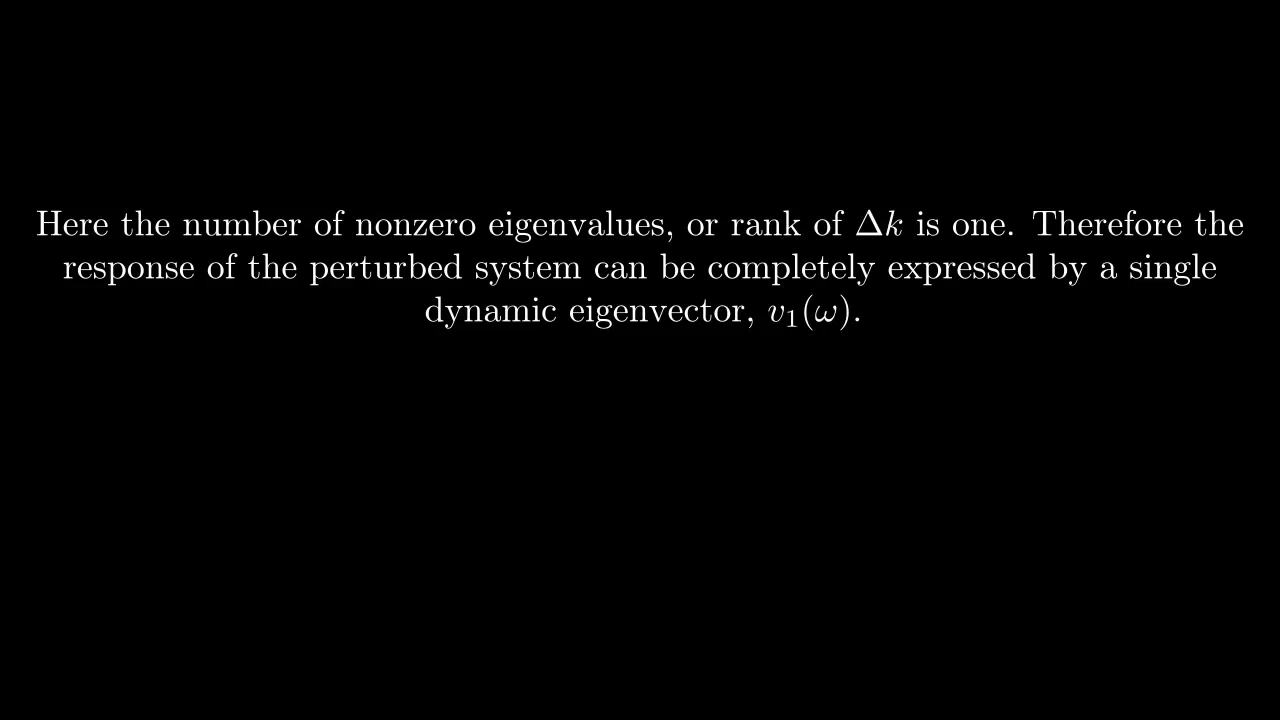 Here the number of nonzero eigenvalues, or rank of Δk is one. Therefore the
response of the perturbed system can be completely expressed by a single
dynamic eigenvector, v₁(ω).